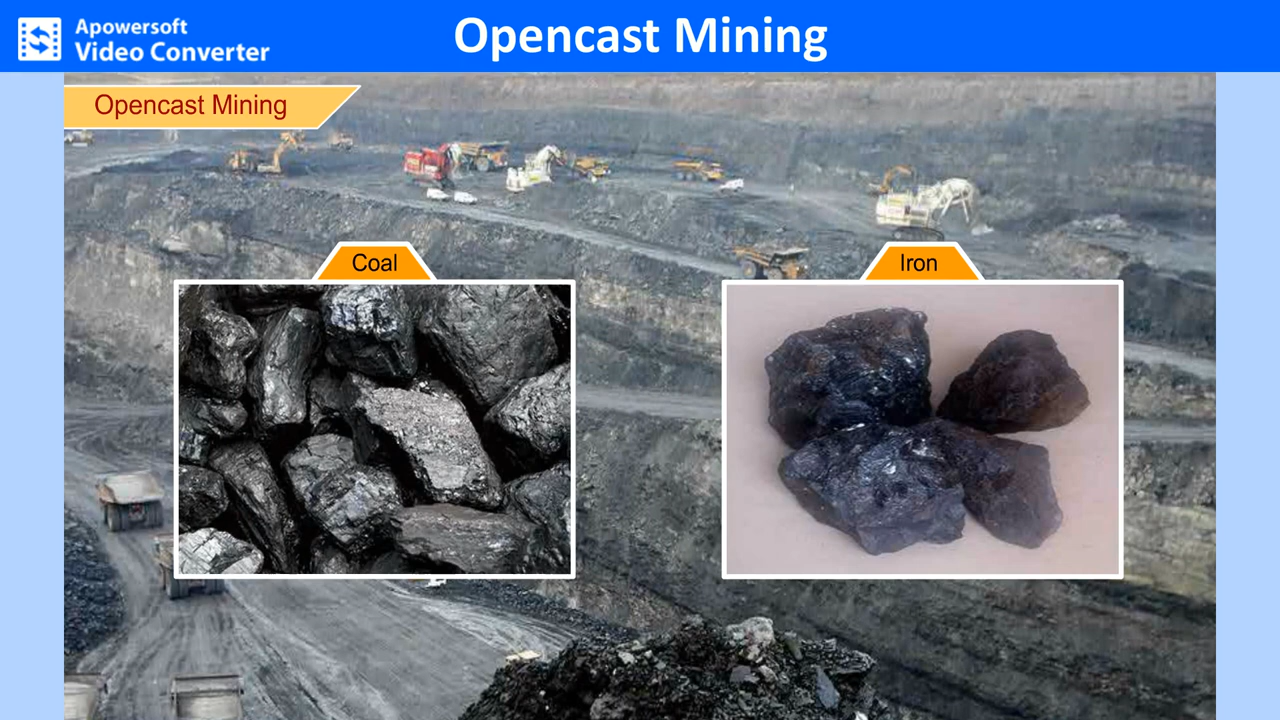 Apowersoft
Video Converter
Opencast Mining
Opencast Mining
Coal
Iron